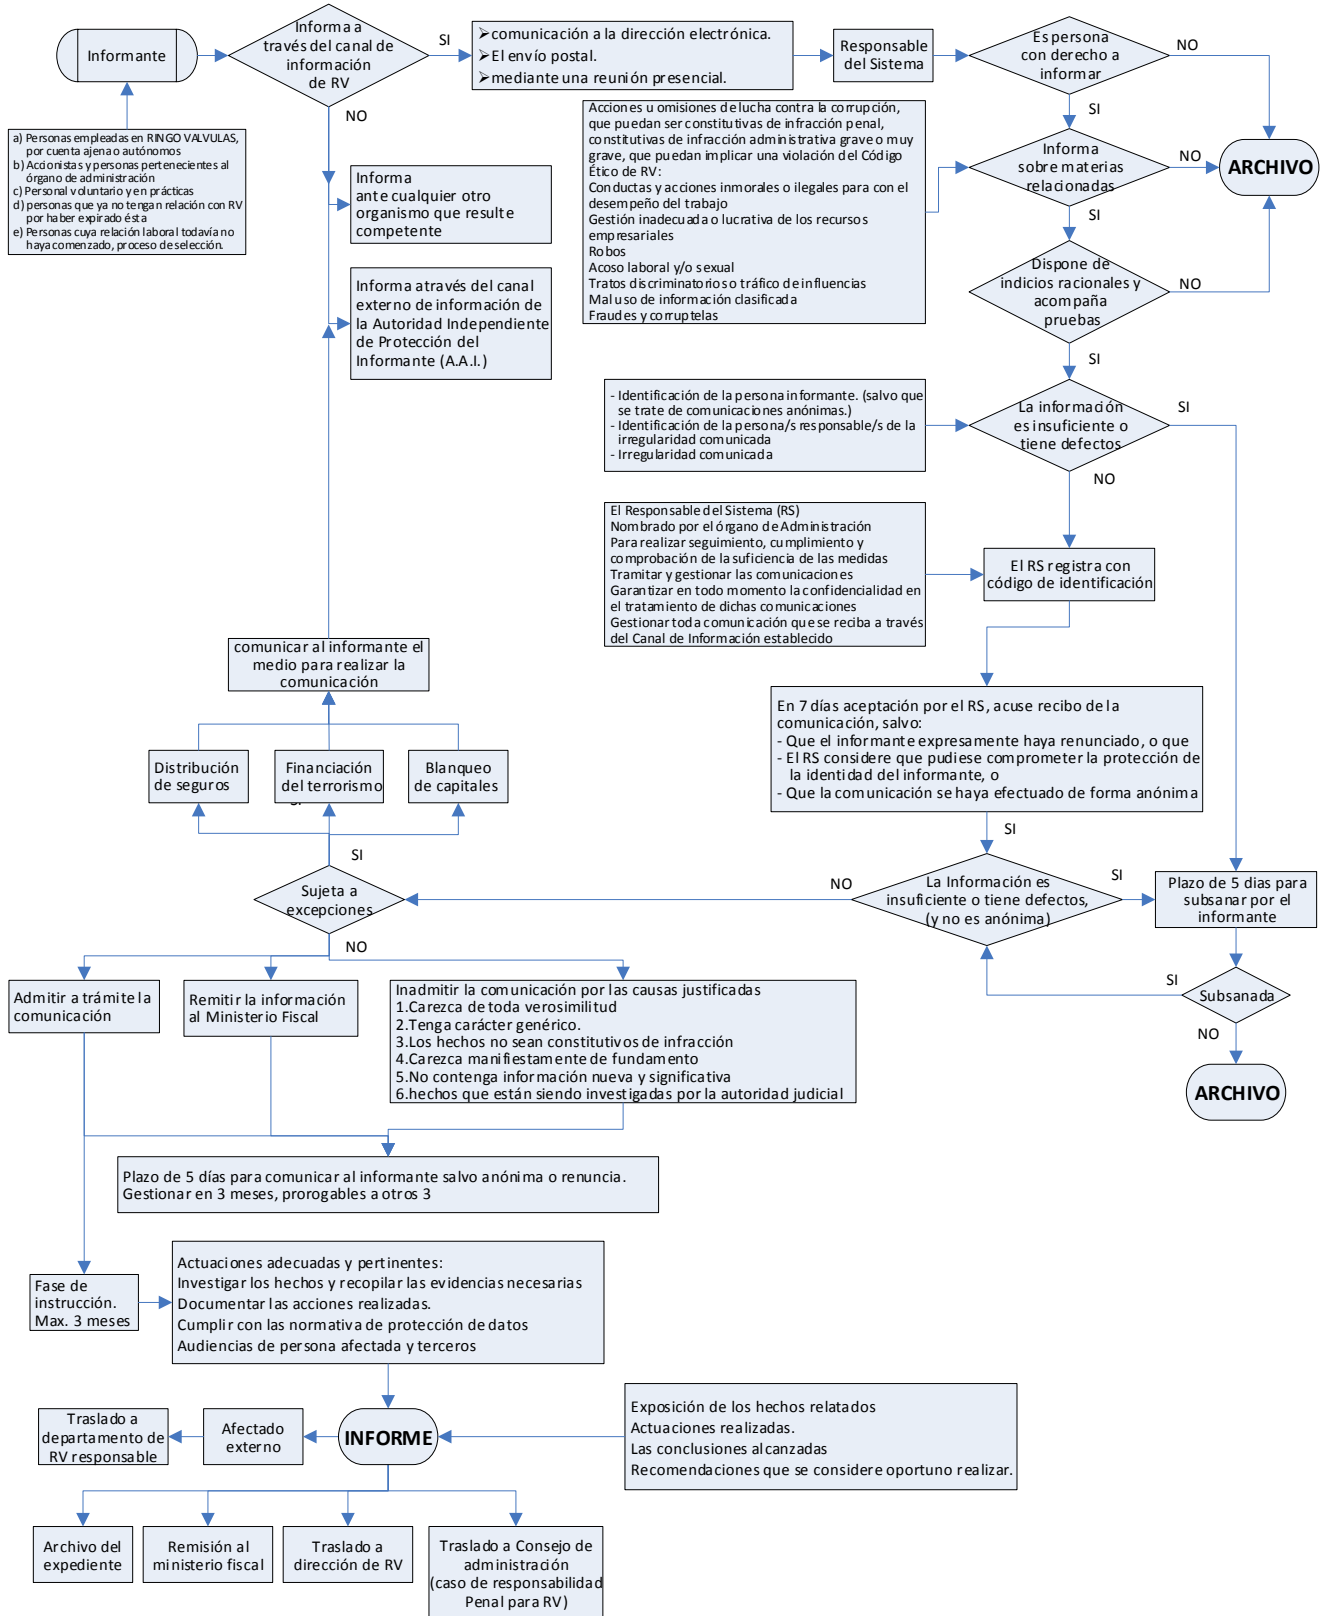 Informante
Informa a
través del canal de
información
de RV
SI
➢comunicación a la dirección electrónica.
➢El envío postal.
➢mediante una reunión presencial.
Responsable
del Sistema
Es persona
con derecho a
informar
NO
SI
NO
a) Personas empleadas en RINGO VALVULAS,
por cuenta ajena o autónomos
b) Accionistas y personas pertenecientes al
órgano de administración
c) Personal voluntario y en prácticas
d) personas que ya no tengan relación con RV
por haber expirado ésta
e) Personas cuya relación laboral todavía no
haya comenzado, proceso de selección.
Informa
ante cualquier otro
organismo que resulte
competente
Informa através del canal
externo de información de
la Autoridad Independiente
de Protección del
Informante (A.A.I.)
Acciones u omisiones de lucha contra la corrupción,
que puedan ser constitutivas de infracción penal,
constitutivas de infracción administrativa grave o muy
grave, que puedan implicar una violación del Código
Ético de RV:
Conductas y acciones inmorales o ilegales para con el
desempeño del trabajo
Gestión inadecuada o lucrativa de los recursos
empresariales
Robos
Acoso laboral y/o sexual
Tratos discriminatorios o tráfico de influencias
Mal uso de información clasificada
Fraudes y corruptelas
Informa
sobre materias
relacionadas
NO
ARCHIVO
SI
Dispone de
indicios racionales y
acompaña
pruebas
NO
SI
- Identificación de la persona informante. (salvo que
se trate de comunicaciones anónimas.)
- Identificación de la persona/s responsable/s de la
irregularidad comunicada
- Irregularidad comunicada
La información
es insuficiente o
tiene defectos
SI
NO
El Responsable del Sistema (RS)
Nombrado por el órgano de Administración
Para realizar seguimiento, cumplimiento y
comprobación de la suficiencia de las medidas
Tramitar y gestionar las comunicaciones
Garantizar en todo momento la confidencialidad en
el tratamiento de dichas comunicaciones
Gestionar toda comunicación que se reciba a través
del Canal de Información establecido
El RS registra con
código de identificación
comunicar al informante el
medio para realizar la
comunicación
En 7 días aceptación por el RS, acuse recibo de la
comunicación, salvo:
- Que el informante expresamente haya renunciado, o que
- El RS considere que pudiese comprometer la protección de
la identidad del informante, o
- Que la comunicación se haya efectuado de forma anónima
Distribución
de seguros
Financiación
del terrorismo
Blanqueo
de capitales
SI
SI
Sujeta a
excepciones
NO
La Información es
insuficiente o tiene defectos,
(y no es anónima)
SI
Plazo de 5 dias para
subsanar por el
informante
NO
Admitir a trámite la
comunicación
Remitir la información
al Ministerio Fiscal
Inadmitir la comunicación por las causas justificadas
1.Carezca de toda verosimilitud
2.Tenga carácter genérico.
3.Los hechos no sean constitutivos de infracción
4.Carezca manifiestamente de fundamento
5.No contenga información nueva y significativa
6.hechos que están siendo investigadas por la autoridad judicial
SI
Subsanada
NO
ARCHIVO
Plazo de 5 días para comunicar al informante salvo anónima o renuncia.
Gestionar en 3 meses, prorogables a otros 3
Fase de
instrucción.
Max. 3 meses
Actuaciones adecuadas y pertinentes:
Investigar los hechos y recopilar las evidencias necesarias
Documentar las acciones realizadas.
Cumplir con las normativa de protección de datos
Audiencias de persona afectada y terceros
Traslado a
departamento de
RV responsable
Afectado
externo
INFORME
Exposición de los hechos relatados
Actuaciones realizadas.
Las conclusiones alcanzadas
Recomendaciones que se considere oportuno realizar.
Archivo del
expediente
Remisión al
ministerio fiscal
Traslado a
dirección de RV
Traslado a Consejo de
administración
(caso de responsabilidad
Penal para RV)